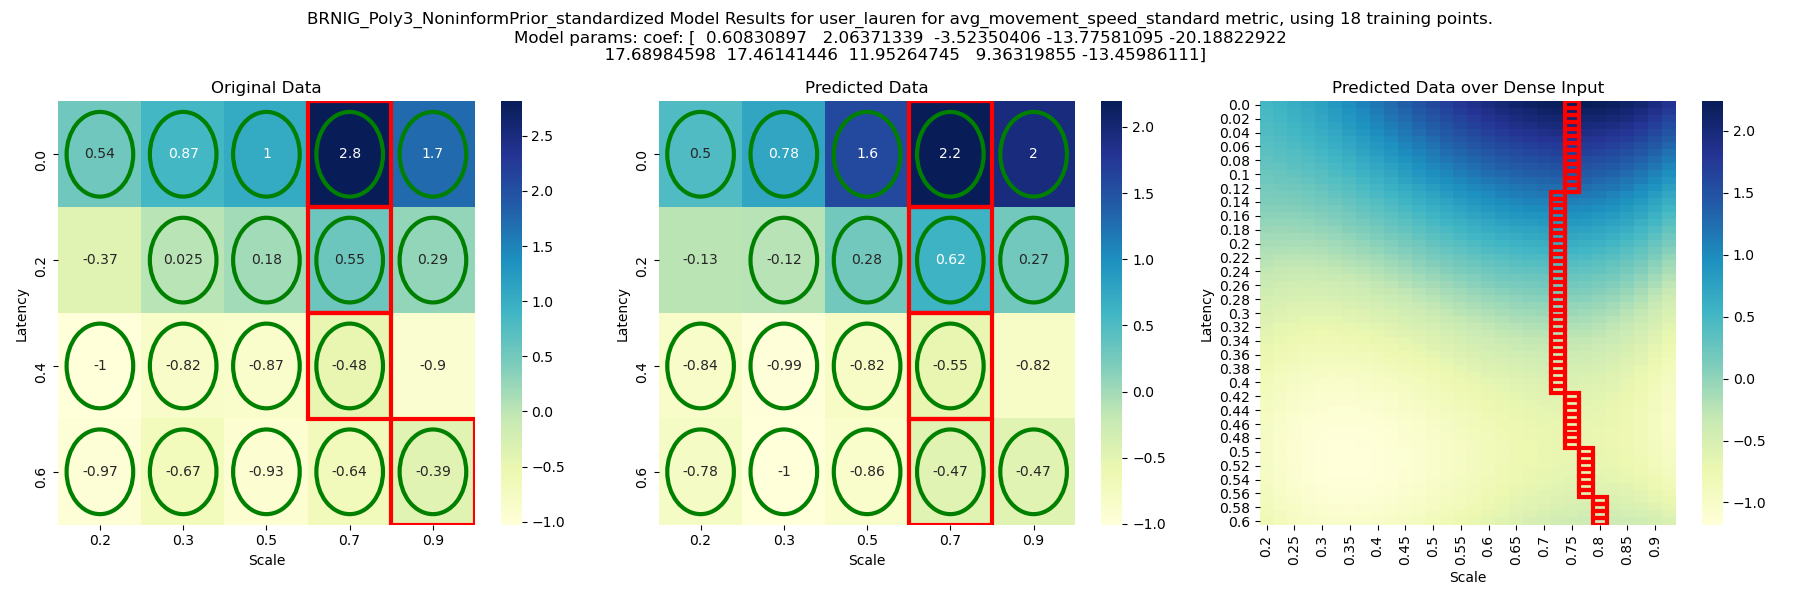 BRNIG_Poly3_NoninformPrior_standardized Model Results for user_lauren for avg_movement_speed_standard metric, using 18 training points.
Model params: coef: [  0.60830897   2.06371339  -3.52350406 -13.77581095 -20.18822922
17.68984598  17.46141446  11.95264745   9.36319855 -13.45986111]
Original Data
0.54 0.87 1 2.8 1.7
-0.37 0.025 0.18 0.55 0.29
-1 -0.82 -0.87 -0.48 -0.9
-0.97 -0.67 -0.93 -0.64 -0.39
0.0
0.2
0.4
0.6
Latency
0.2 0.3 0.5 0.7 0.9
Scale
2.5
2.0
1.5
1.0
0.5
0.0
−0.5
−1.0
Predicted Data
0.5 0.78 1.6 2.2 2
-0.13 -0.12 0.28 0.62 0.27
-0.84 -0.99 -0.82 -0.55 -0.82
-0.78 -1 -0.86 -0.47 -0.47
0.0
0.2
0.4
0.6
Latency
0.2 0.3 0.5 0.7 0.9
Scale
2.0
1.5
1.0
0.5
0.0
−0.5
−1.0
Predicted Data over Dense Input
0.0
0.02
0.04
0.06
0.08
0.1
0.12
0.14
0.16
0.18
0.2
0.22
0.24
0.26
0.28
0.3
0.32
0.34
0.36
0.38
0.4
0.42
0.44
0.46
0.48
0.5
0.52
0.54
0.56
0.58
0.6
Latency
0.2 0.25 0.3 0.35 0.4 0.45 0.5 0.55 0.6 0.65 0.7 0.75 0.8 0.85 0.9
Scale
2.0
1.5
1.0
0.5
0.0
−0.5
−1.0